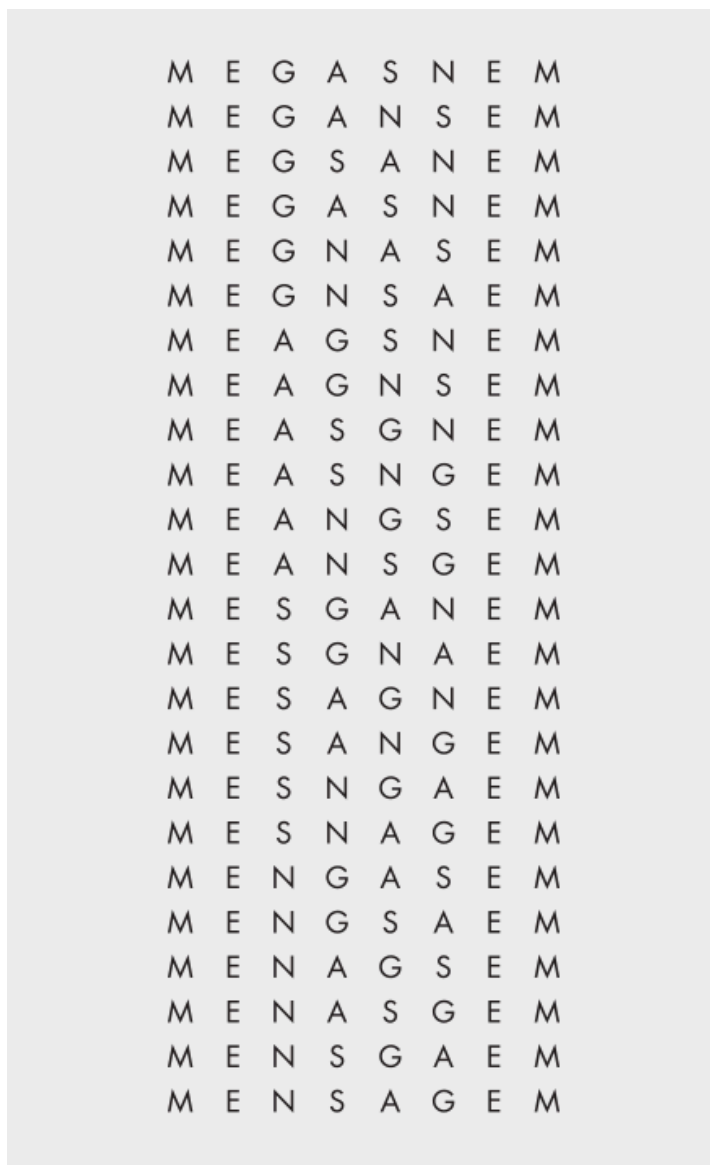 M E G A S N E M
M E G A N S E M
M E G S A N E M
M E G A S N E M
M E G N A S E M
M E G N S A E M
M E A G S N E M
M E A G N S E M
M E A S G N E M
M E A S N G E M
M E A N G S E M
M E A N S G E M
M E S G A N E M
M E S G N A E M
M E S A G N E M
M E S A N G E M
M E S N G A E M
M E S N A G E M
M E N G A S E M
M E N G S A E M
M E N A G S E M
M E N A S G E M
M E N S G A E M
M E N S A G E M